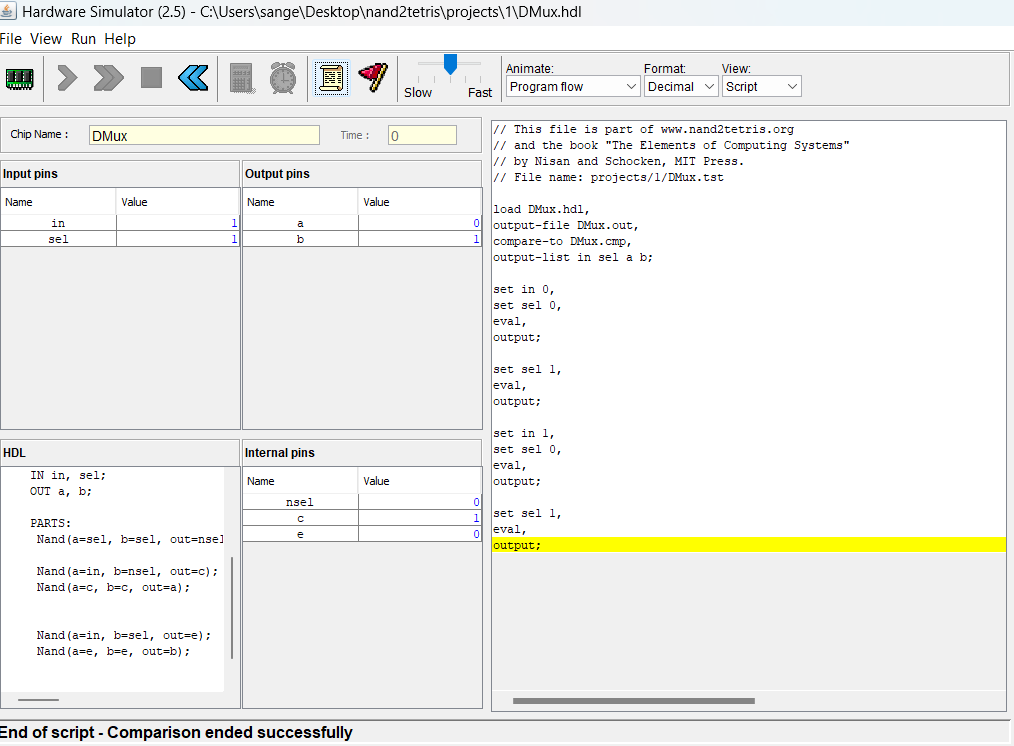 Hardware Simulator (2.5) - C:\Users\sange\Desktop\nand2tetris\projects\1\DMux.hdl
File View Run Help
Slow Fast
Animate: Format: View:
Program flow Decimal Script
Chip Name : DMux Time : 0
Input pins
Name Value
in 1
sel 1
Output pins
Name Value
a 0
b 1
HDL
IN in, sel;
OUT a, b;
PARTS:
Nand(a=sel, b=sel, out=nsel
Nand(a=in, b=nsel, out=c);
Nand(a=c, b=c, out=a);
Nand(a=in, b=sel, out=e);
Nand(a=e, b=e, out=b);
Internal pins
Name Value
nsel 0
c 1
e 0
// This file is part of www.nand2tetris.org
// and the book "The Elements of Computing Systems"
// by Nisan and Schocken, MIT Press.
// File name: projects/1/DMux.tst
load DMux.hdl,
output-file DMux.out,
compare-to DMux.cmp,
output-list in sel a b;
set in 0,
set sel 0,
eval,
output;
set sel 1,
eval,
output;
set in 1,
set sel 0,
eval,
output;
set sel 1,
eval,
output;
End of script - Comparison ended successfully